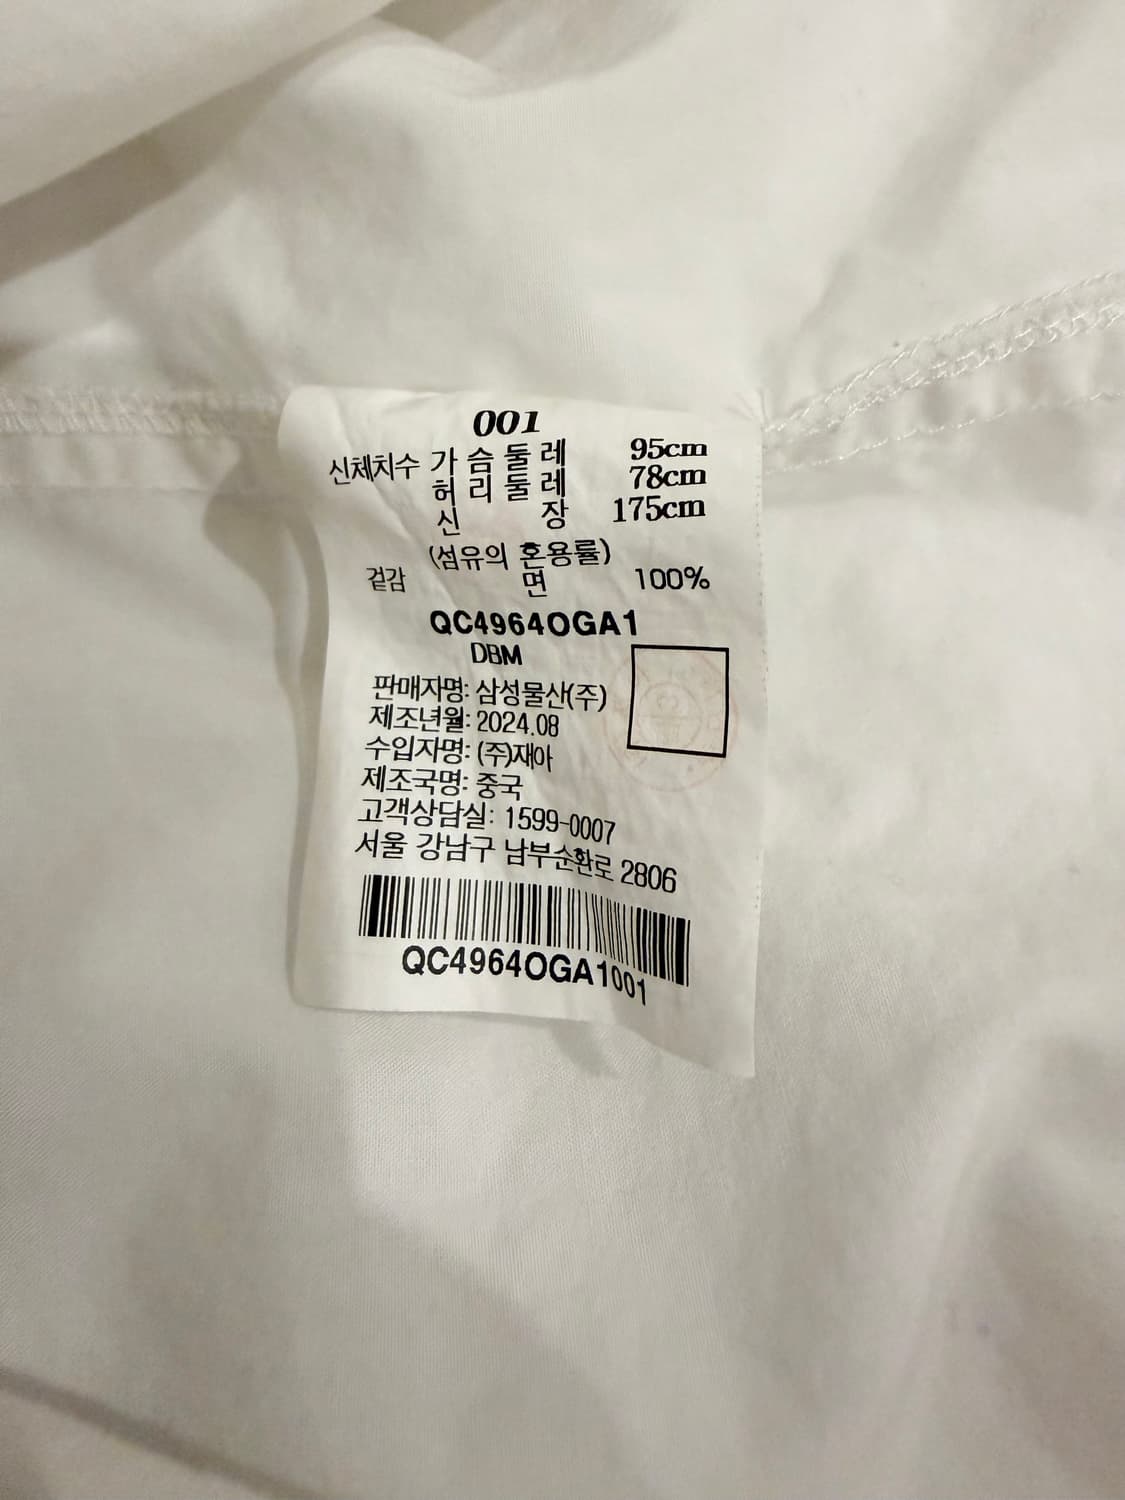 001
신체치수 가슴둘레 95cm
허리둘레 78cm
신 장 175cm
(섬유의 혼용률)
겉감 면 100%
QC4964OGA1
DBM
판매자명: 삼성물산(주)
제조년월: 2024.08
수입자명: (주)재아
제조국명: 중국
고객상담실: 1599-0007
서울 강남구 남부순환로 2806
QC4964OGA1001